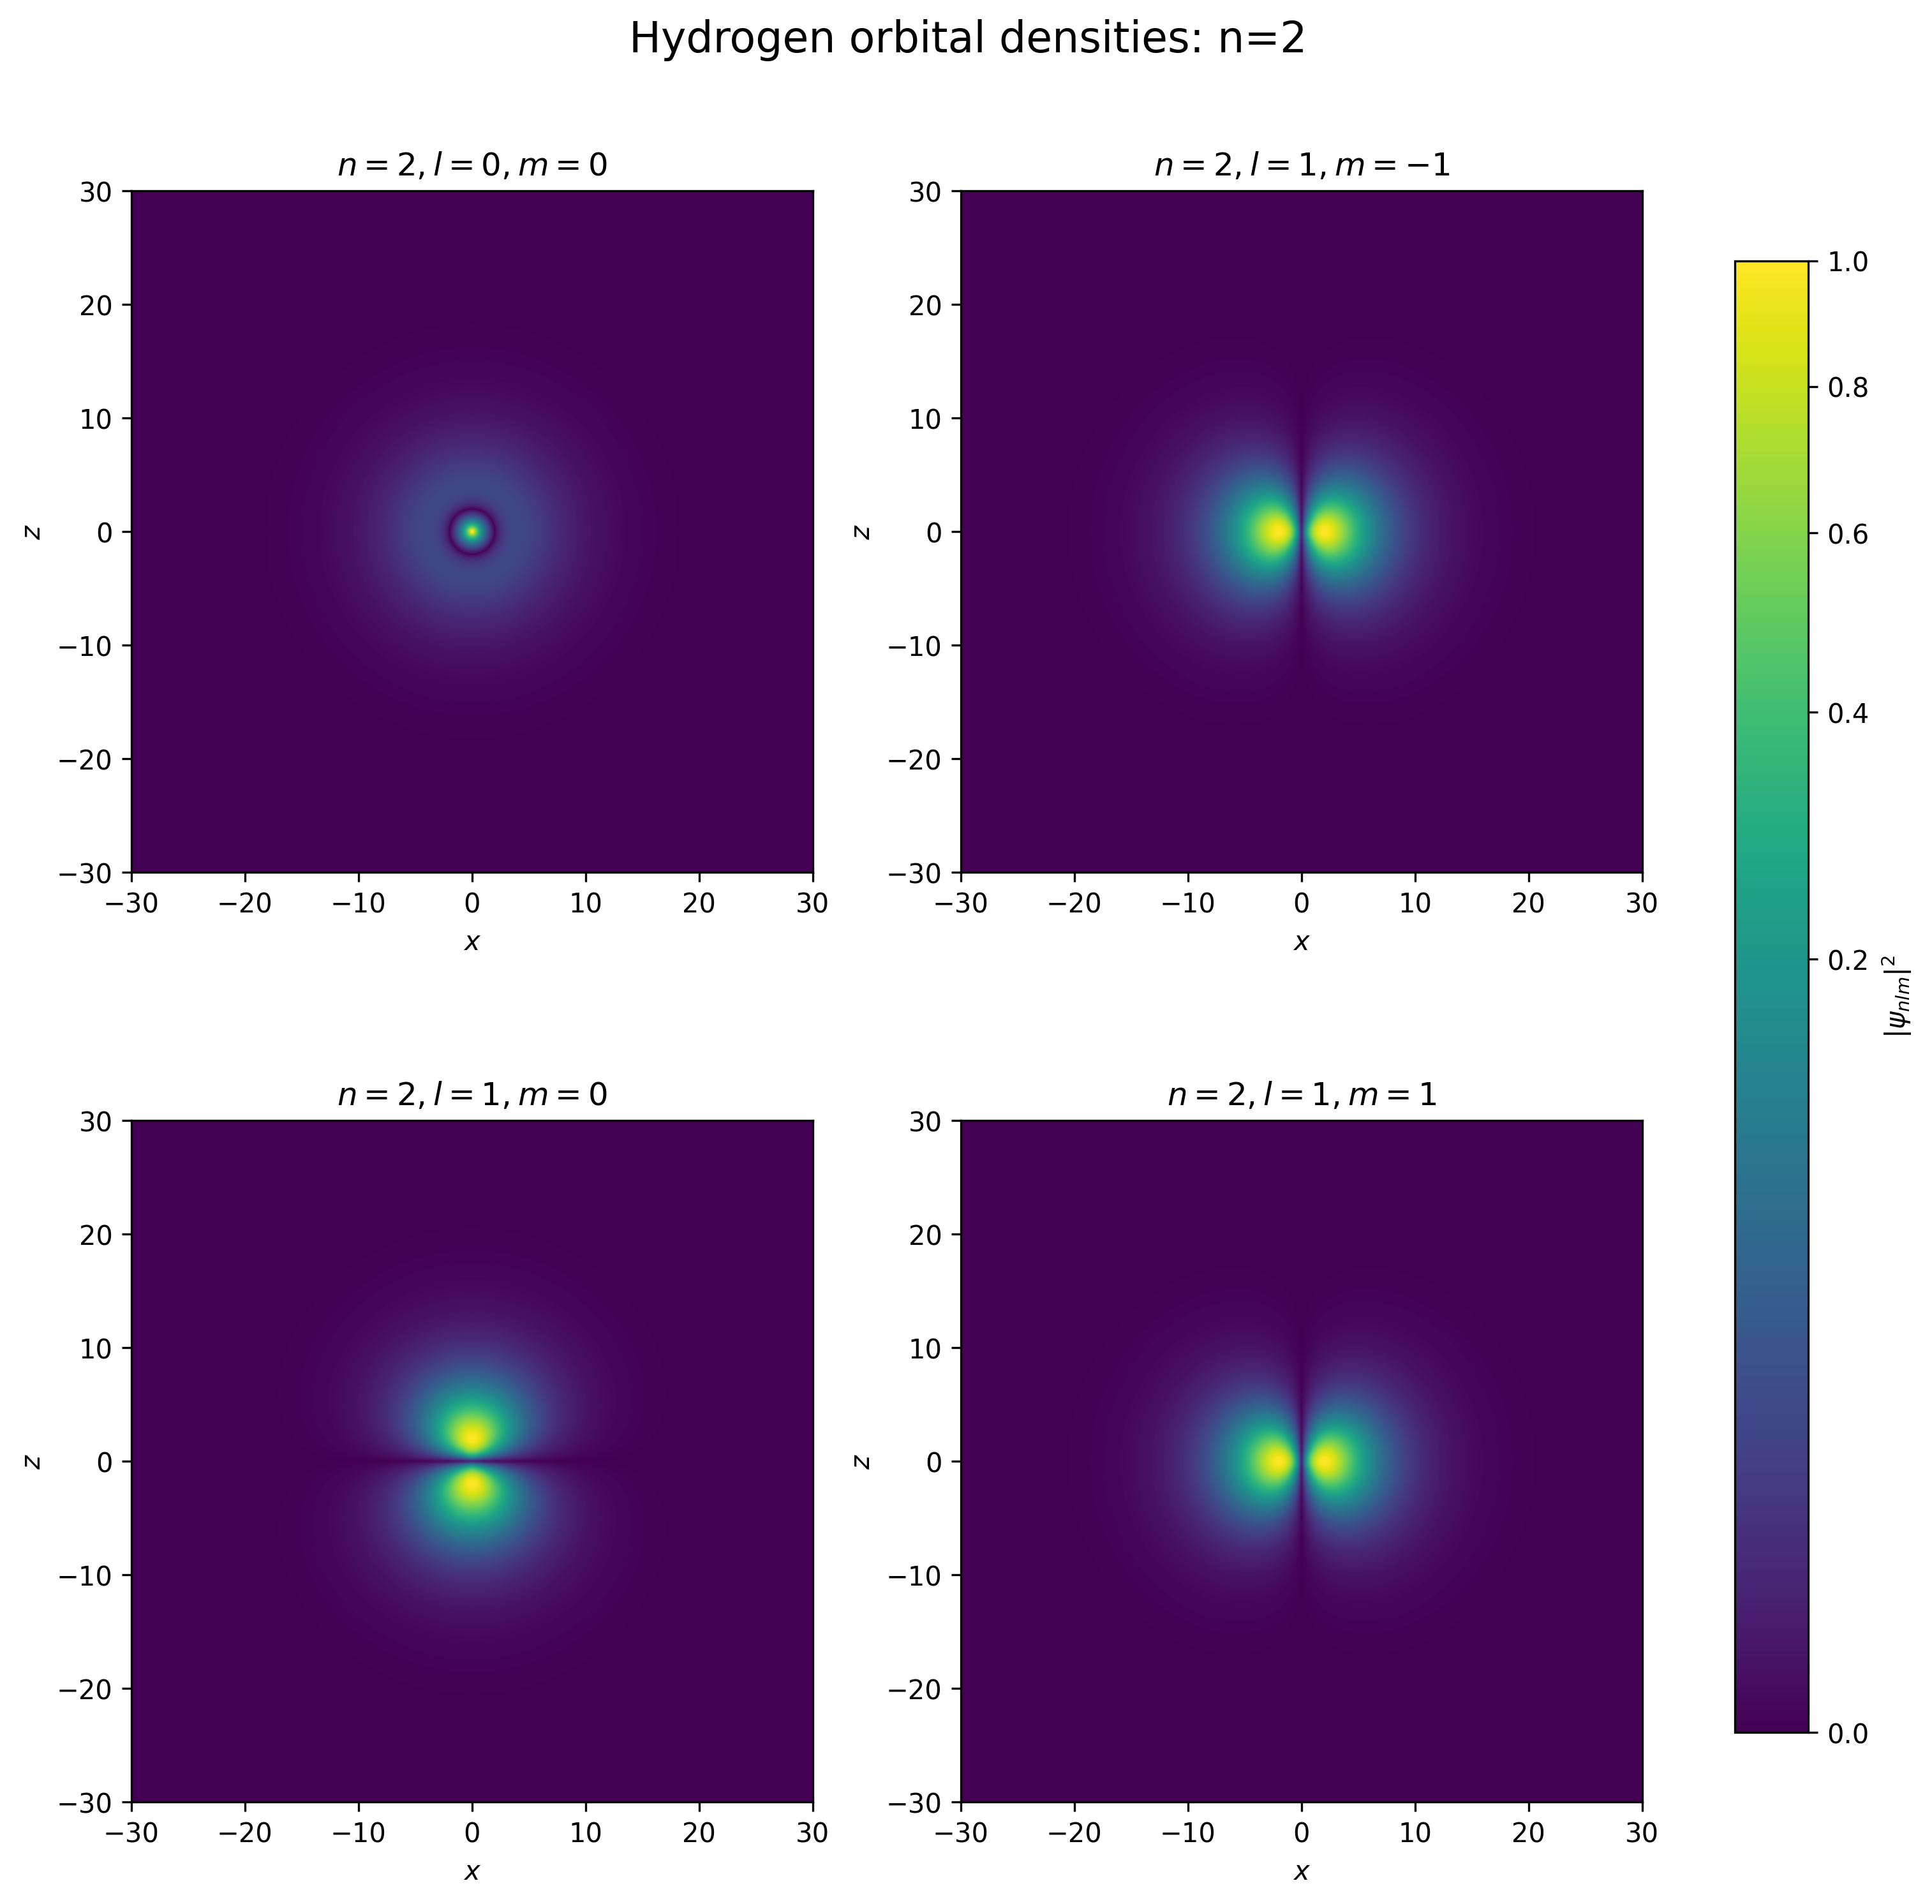 Hydrogen orbital densities: n=2
n = 2, l = 0, m = 0
30
20
10
0
−10
−20
−30
z
−30 −20 −10 0 10 20 30
x
n = 2, l = 1, m = −1
30
20
10
0
−10
−20
−30
z
−30 −20 −10 0 10 20 30
x
n = 2, l = 1, m = 0
30
20
10
0
−10
−20
−30
z
−30 −20 −10 0 10 20 30
x
n = 2, l = 1, m = 1
30
20
10
0
−10
−20
−30
z
−30 −20 −10 0 10 20 30
x
1.0
0.8
0.6
0.4
0.2
0.0
|ψnlm|²